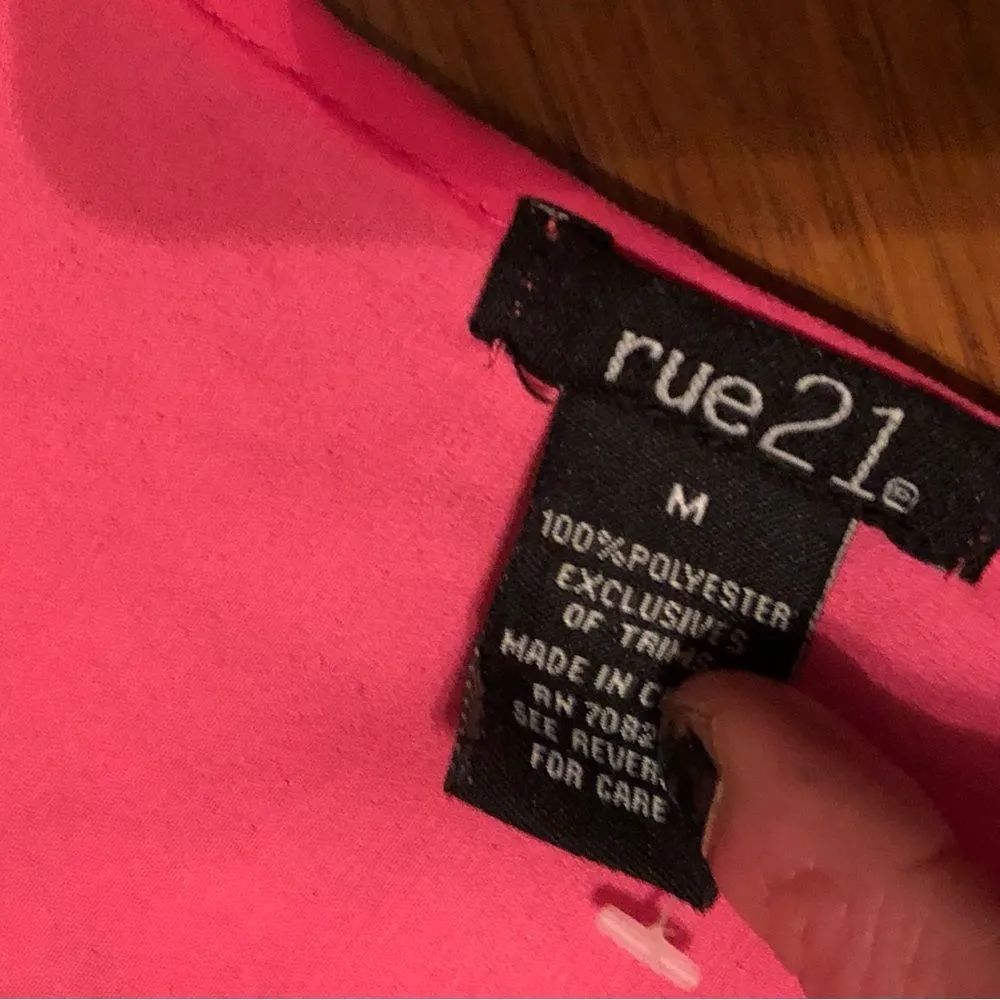 rue21®
M
100%POLYESTER
EXCLUSIVES
OF TRIMS
MADE IN C
RN 7082
SEE REVER
FOR CARE